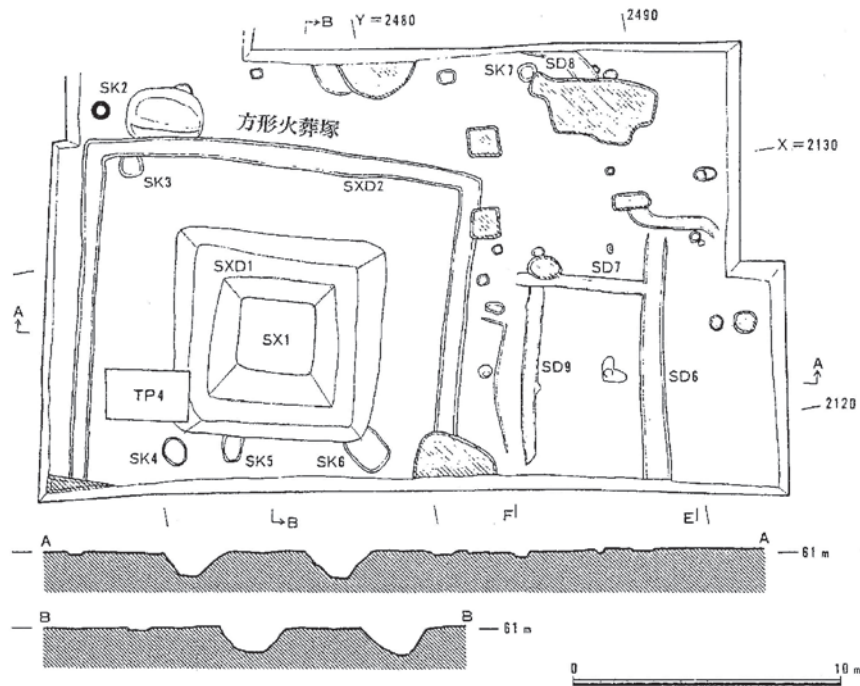 B Y = 2480
2490
SK2
SK7
SD8
方形火葬塚
X = 2130
SK3
SXD2
SXD1
SD7
A
SX1
SD9
SD6
A
TP4
2120
SK4
SK5
SK6
B
F
E
A
A
61 m
B
B
61 m
0
10 m